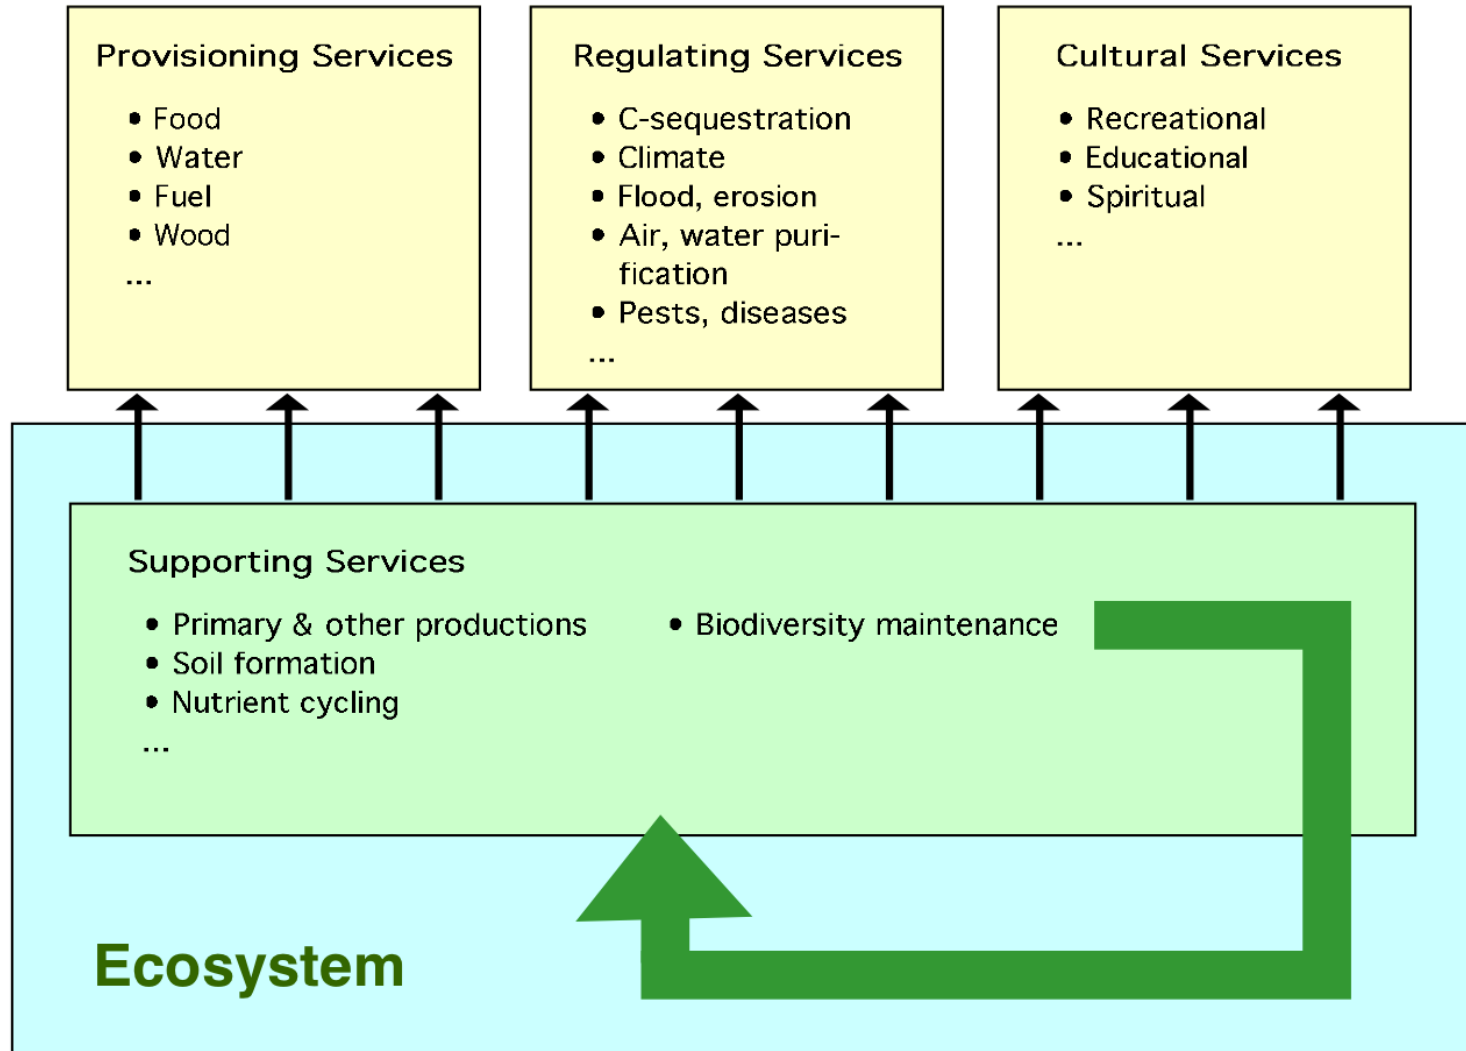 Provisioning Services
• Food
• Water
• Fuel
• Wood
...
Regulating Services
• C-sequestration
• Climate
• Flood, erosion
• Air, water puri-
fication
• Pests, diseases
...
Cultural Services
• Recreational
• Educational
• Spiritual
...
Supporting Services
• Primary & other productions
• Soil formation
• Nutrient cycling
...
• Biodiversity maintenance
Ecosystem